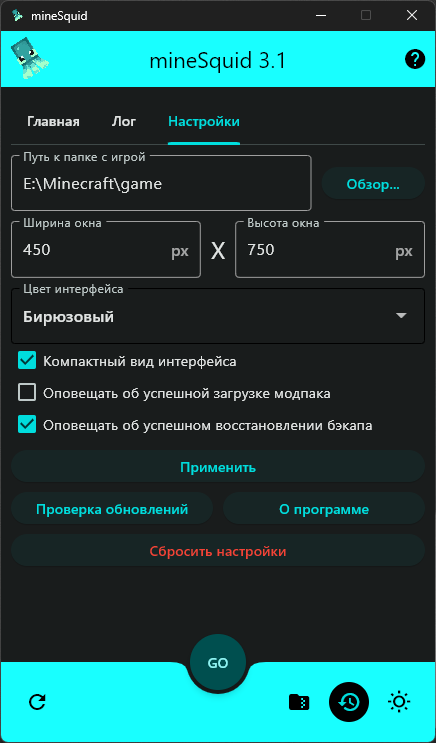 mineSquid
mineSquid 3.1
Главная Лог Настройки
Путь к папке с игрой
E:\Minecraft\game
Обзор...
Ширина окна
450 px
X
Высота окна
750 px
Цвет интерфейса
Бирюзовый
Компактный вид интерфейса
Оповещать об успешной загрузке модпака
Оповещать об успешном восстановлении бэкапа
Применить
Проверка обновлений
О программе
Сбросить настройки
GO